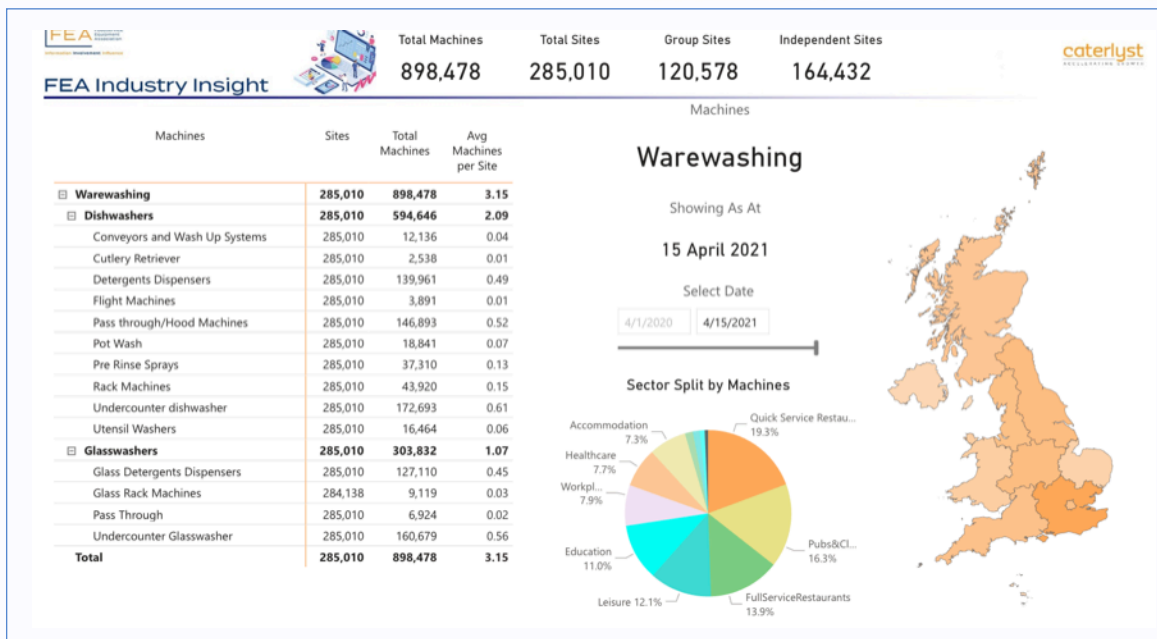 FEA
Total Machines Total Sites Group Sites Independent Sites
898,478 285,010 120,578 164,432
caterlyst
FEA Industry Insight
Machines
Warewashing
Showing As At
15 April 2021
Select Date
4/1/2020 4/15/2021
Machines Sites Total Machines Avg Machines per Site
Warewashing 285,010 898,478 3.15
Dishwashers 285,010 594,646 2.09
Conveyors and Wash Up Systems 285,010 12,136 0.04
Cutlery Retriever 285,010 2,538 0.01
Detergents Dispensers 285,010 139,961 0.49
Flight Machines 285,010 3,891 0.01
Pass through/Hood Machines 285,010 146,893 0.52
Pot Wash 285,010 18,841 0.07
Pre Rinse Sprays 285,010 37,310 0.13
Rack Machines 285,010 43,920 0.15
Undercounter dishwasher 285,010 172,693 0.61
Utensil Washers 285,010 16,464 0.06
Glasswashers 285,010 303,832 1.07
Glass Detergents Dispensers 285,010 127,110 0.45
Glass Rack Machines 284,138 9,119 0.03
Pass Through 285,010 6,924 0.02
Undercounter Glasswasher 285,010 160,679 0.56
Total 285,010 898,478 3.15
Sector Split by Machines
Quick Service Restau...
19.3%
Pubs&Cl...
16.3%
FullServiceRestaurants
13.9%
Leisure 12.1%
Education
11.0%
Workpl...
7.9%
Healthcare
7.7%
Accommodation
7.3%